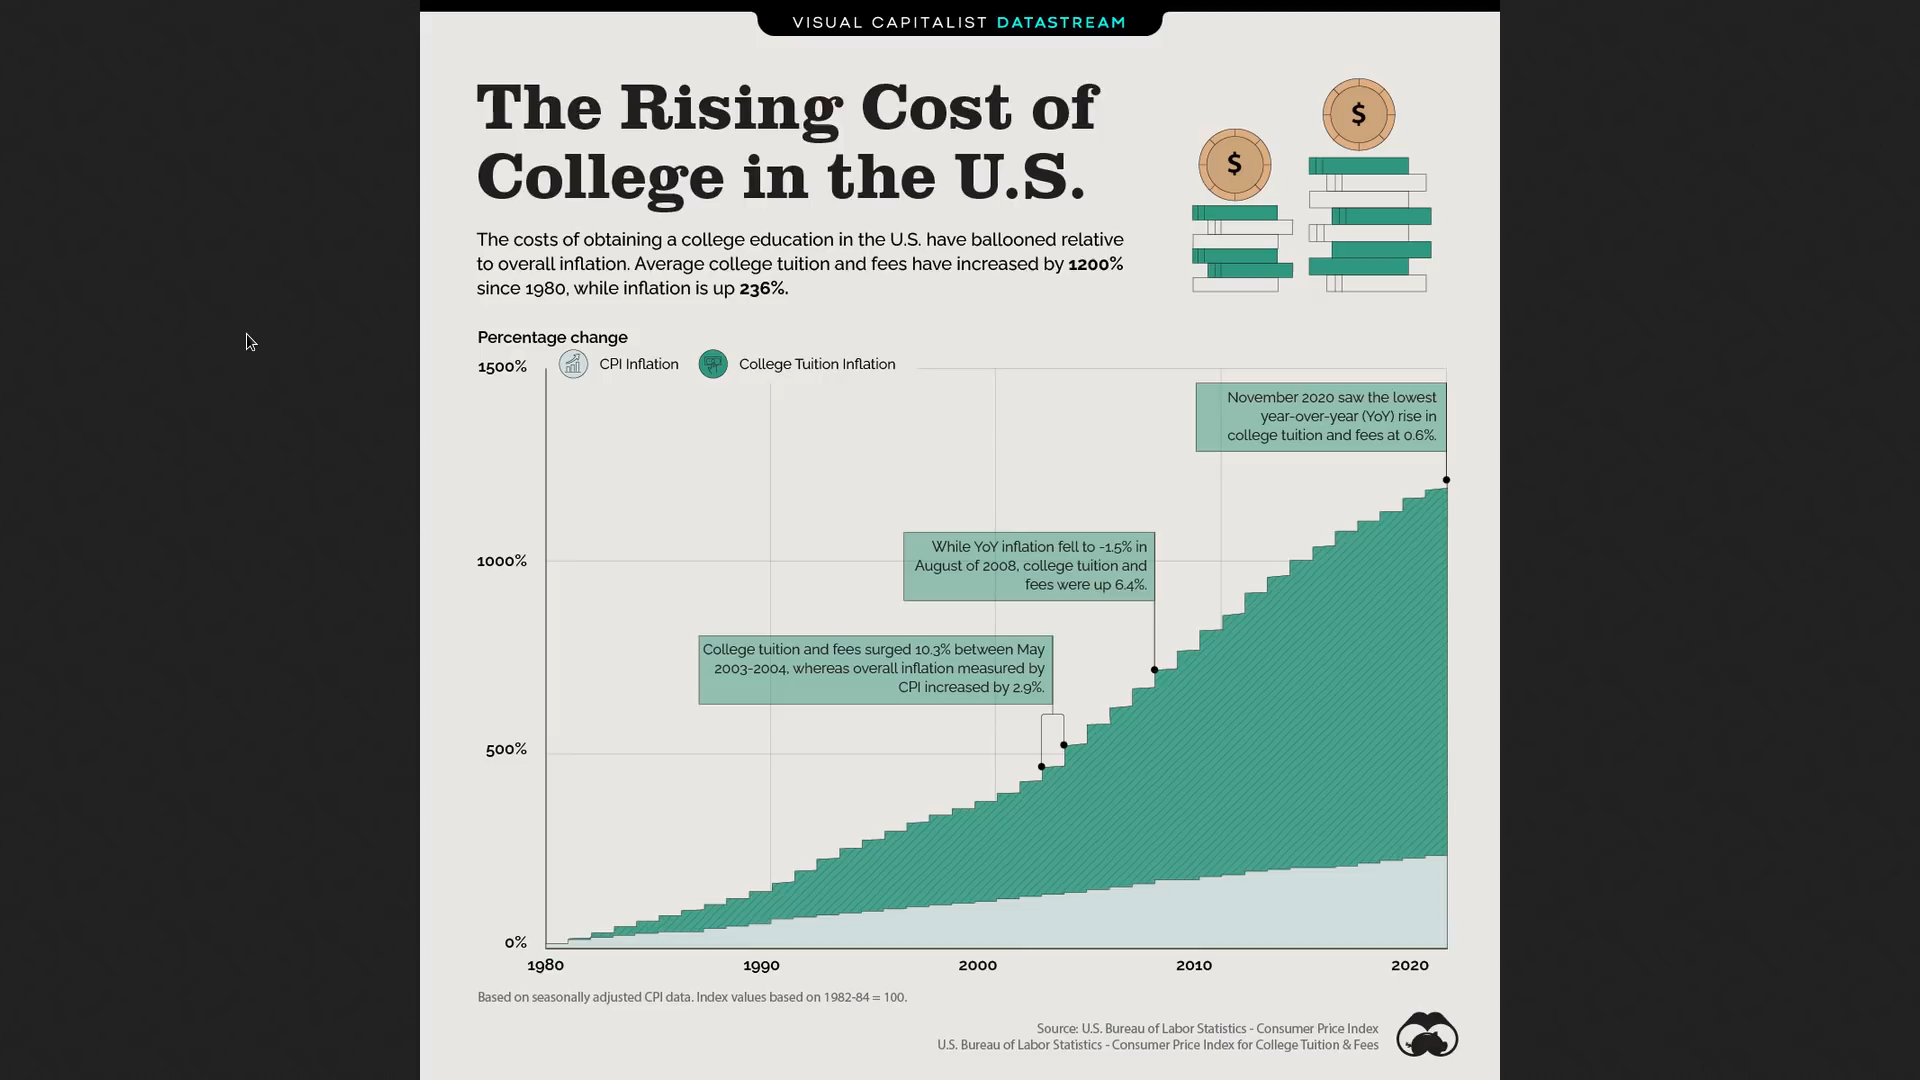 VISUAL CAPITALIST DATASTREAM
The Rising Cost of
College in the U.S.
$
$
The costs of obtaining a college education in the U.S. have ballooned relative
to overall inflation. Average college tuition and fees have increased by 1200%
since 1980, while inflation is up 236%.
Percentage change
CPI Inflation
College Tuition Inflation
1500%
November 2020 saw the lowest
year-over-year (YoY) rise in
college tuition and fees at 0.6%.
While YoY inflation fell to -1.5% in
August of 2008, college tuition and
fees were up 6.4%.
1000%
College tuition and fees surged 10.3% between May
2003-2004, whereas overall inflation measured by
CPI increased by 2.9%.
500%
0%
1980 1990 2000 2010 2020
Based on seasonally adjusted CPI data. Index values based on 1982-84 = 100.
Source: U.S. Bureau of Labor Statistics - Consumer Price Index
U.S. Bureau of Labor Statistics - Consumer Price Index for College Tuition & Fees